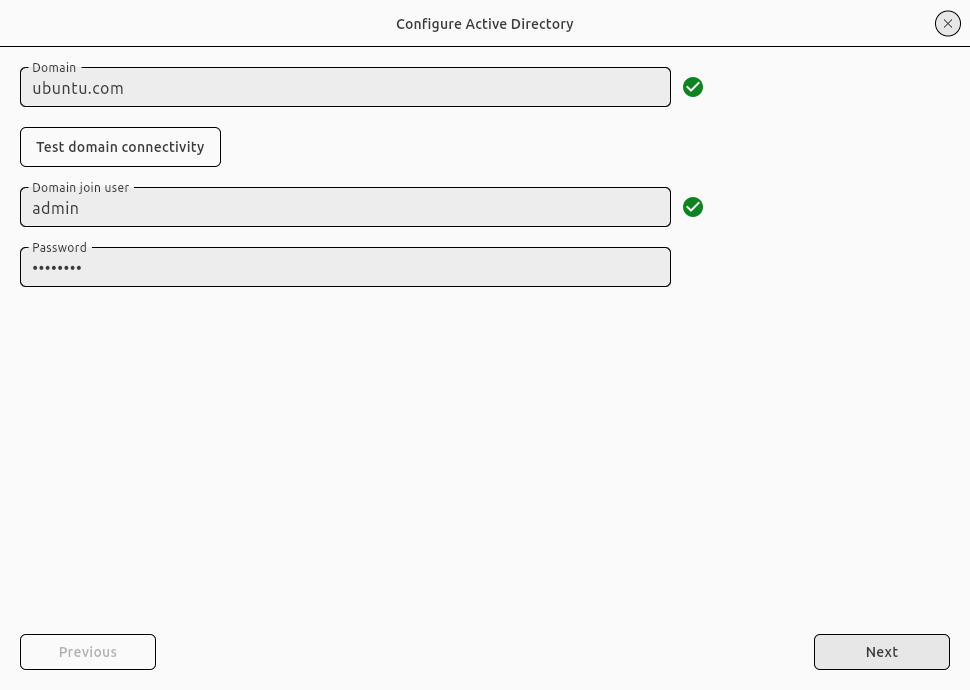 Configure Active Directory
Domain
ubuntu.com
Test domain connectivity
Domain join user
admin
Password
••••••••
Previous
Next